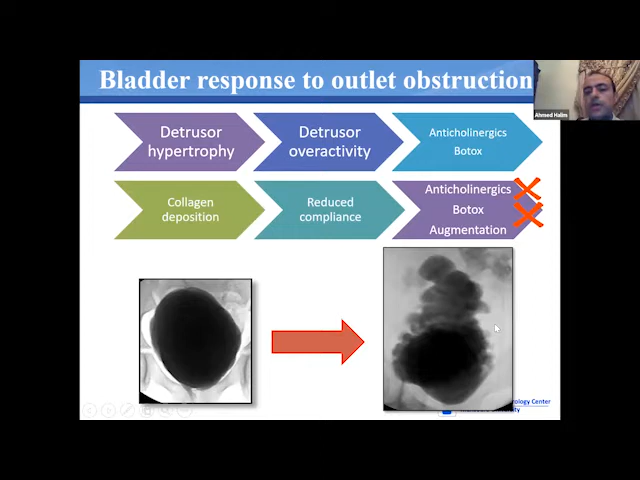 Bladder response to outlet obstruction
Ahmed Halim
Detrusor
hypertrophy
Detrusor
overactivity
Anticholinergics
Botox
Collagen
deposition
Reduced
compliance
Anticholinergics
Botox
Augmentation
ology Center